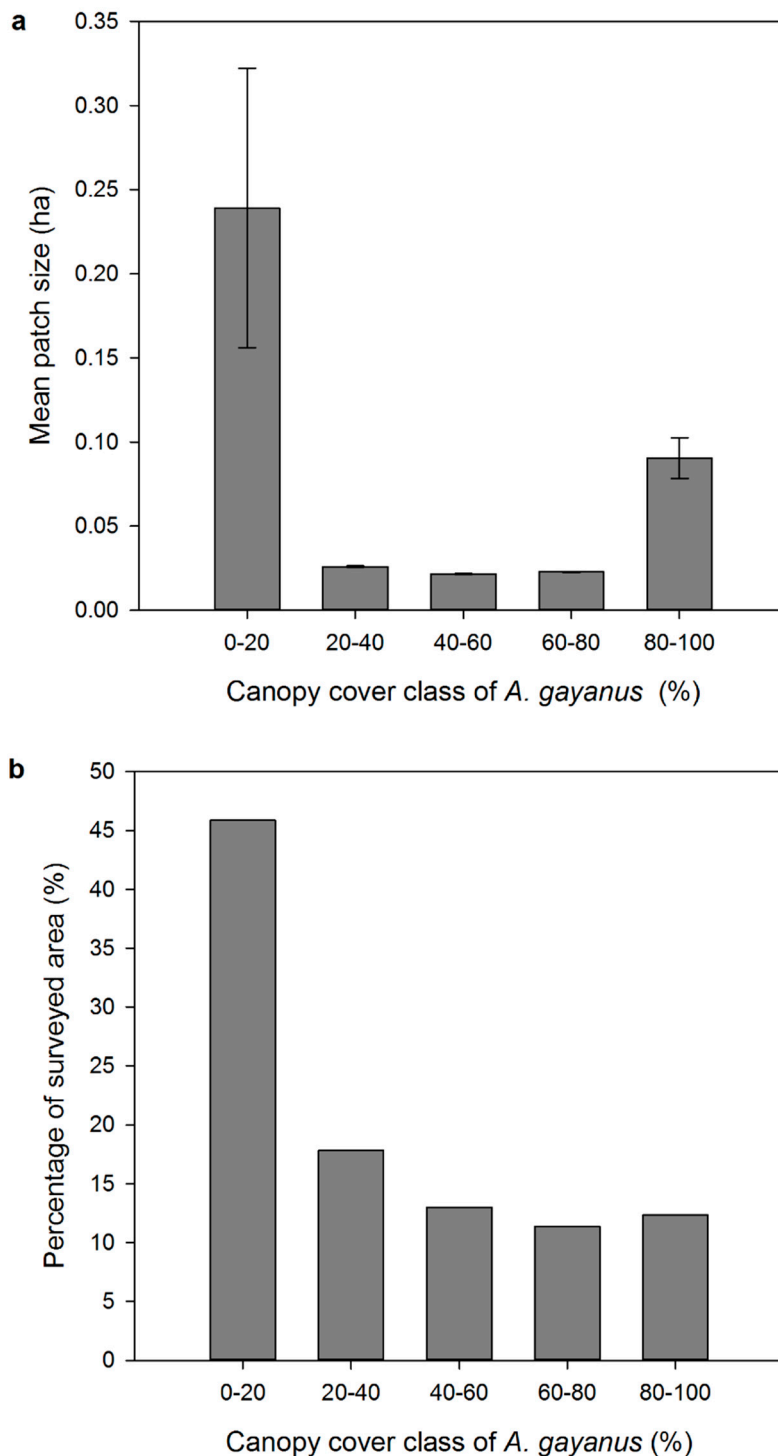 a
0.35
0.30
0.25
0.20
0.15
0.10
0.05
0.00
Mean patch size (ha)
0-20 20-40 40-60 60-80 80-100
Canopy cover class of A. gayanus (%)
b
50
45
40
35
30
25
20
15
10
5
0
Percentage of surveyed area (%)
0-20 20-40 40-60 60-80 80-100
Canopy cover class of A. gayanus (%)